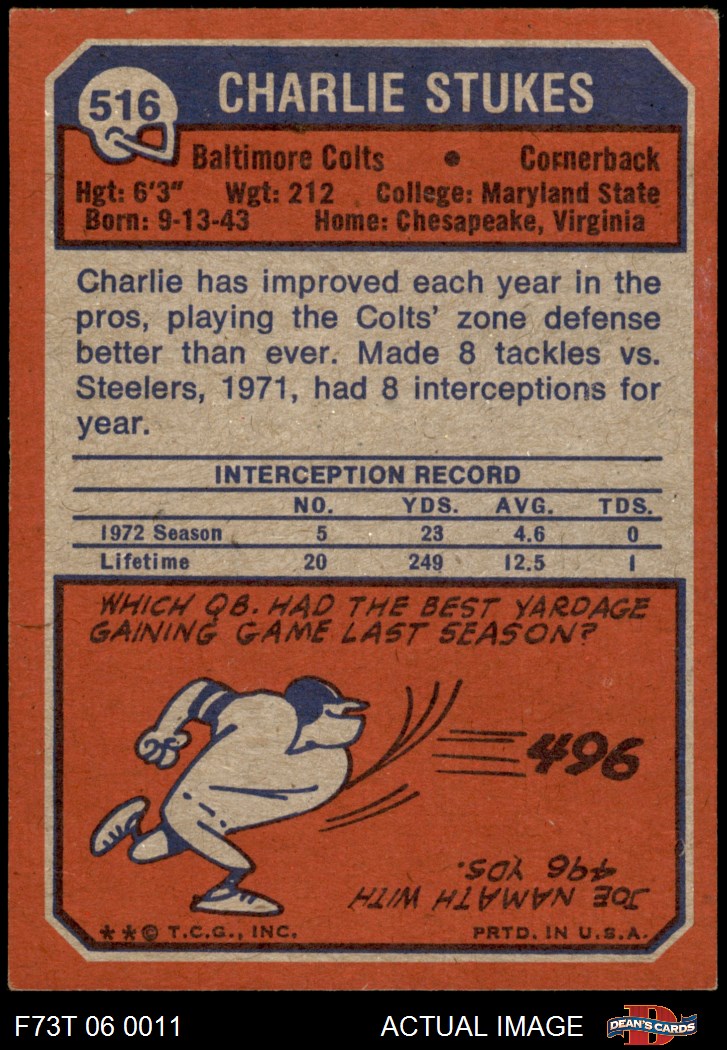 516
CHARLIE STUKES
Baltimore Colts • Cornerback
Hgt: 6'3" Wgt: 212 College: Maryland State
Born: 9-13-43 Home: Chesapeake, Virginia
Charlie has improved each year in the
pros, playing the Colts' zone defense
better than ever. Made 8 tackles vs.
Steelers, 1971, had 8 interceptions for
year.
INTERCEPTION RECORD
NO. YDS. AVG. TDS.
1972 Season 5 23 4.6 0
Lifetime 20 249 12.5 1
WHICH QB. HAD THE BEST YARDAGE
GAINING GAME LAST SEASON?
496
JOE NAMATH WITH
496 YDS.
**© T.C.G., INC. PRTD. IN U.S.A.
F73T 06 0011 ACTUAL IMAGE
D
DEAN'S CARDS